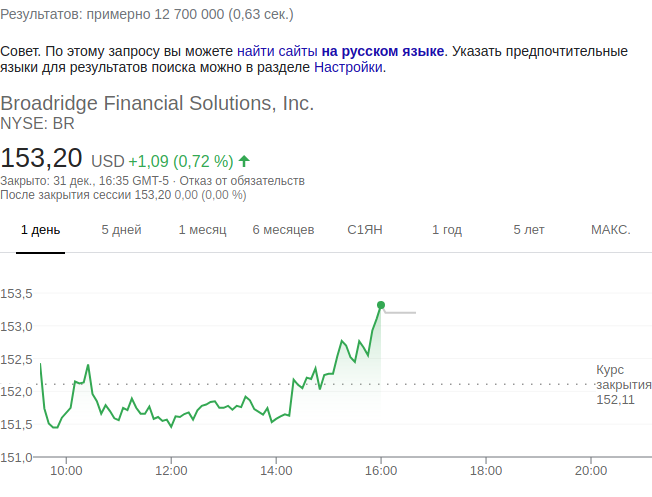 Результатов: примерно 12 700 000 (0,63 сек.)
Совет. По этому запросу вы можете найти сайты на русском языке. Указать предпочтительные
языки для результатов поиска можно в разделе Настройки.
Broadridge Financial Solutions, Inc.
NYSE: BR
153,20 USD +1,09 (0,72 %)
Закрыто: 31 дек., 16:35 GMT-5 · Отказ от обязательств
После закрытия сессии 153,20 0,00 (0,00 %)
1 день 5 дней 1 месяц 6 месяцев С1ЯН 1 год 5 лет МАКС.
153,5
153,0
152,5
Курс
152,0 закрытия
152,11
151,5
151,0
10:00 12:00 14:00 16:00 18:00 20:00